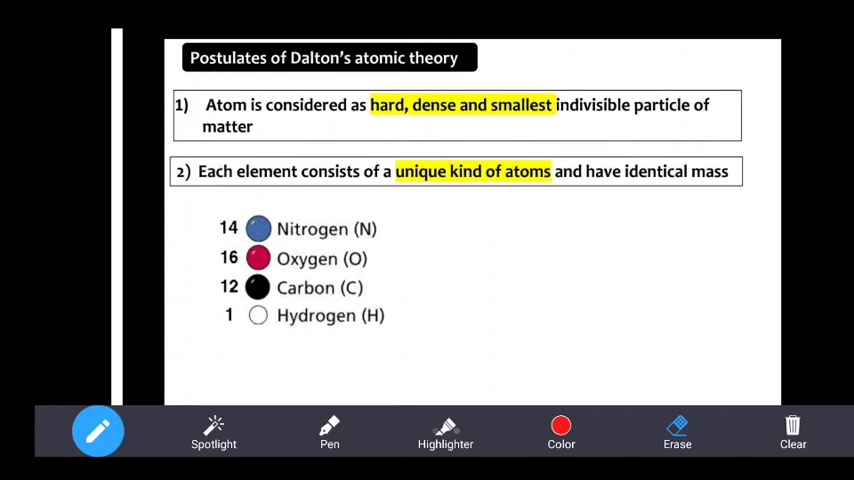 Postulates of Dalton's atomic theory
1) Atom is considered as hard, dense and smallest indivisible particle of
matter
2) Each element consists of a unique kind of atoms and have identical mass
14 Nitrogen (N)
16 Oxygen (O)
12 Carbon (C)
1 Hydrogen (H)
Spotlight Pen Highlighter Color Erase Clear